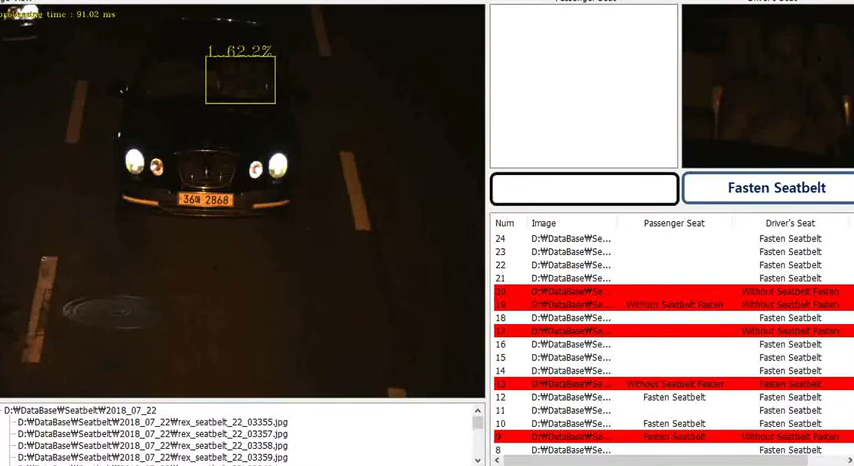 processing time : 91.02 ms
1 62.2%
36 2868
Driver's Seat
Fasten Seatbelt
Num Image Passenger Seat Driver's Seat
24 D:₩DataBase₩Se... Fasten Seatbelt
23 D:₩DataBase₩Se... Fasten Seatbelt
22 D:₩DataBase₩Se... Fasten Seatbelt
21 D:₩DataBase₩Se... Fasten Seatbelt
20 D:₩DataBase₩Se... Without Seatbelt Fasten
19 D:₩DataBase₩Se... Without Seatbelt Fasten Without Seatbelt Fasten
18 D:₩DataBase₩Se... Fasten Seatbelt
17 D:₩DataBase₩Se... Without Seatbelt Fasten
16 D:₩DataBase₩Se... Fasten Seatbelt
15 D:₩DataBase₩Se... Fasten Seatbelt
14 D:₩DataBase₩Se... Fasten Seatbelt
13 D:₩DataBase₩Se... Without Seatbelt Fasten Fasten Seatbelt
12 D:₩DataBase₩Se... Fasten Seatbelt Fasten Seatbelt
11 D:₩DataBase₩Se... Fasten Seatbelt
10 D:₩DataBase₩Se... Fasten Seatbelt Fasten Seatbelt
9 D:₩DataBase₩Se... Fasten Seatbelt Without Seatbelt Fasten
8 D:₩DataBase₩Se... Fasten Seatbelt
D:₩DataBase₩Seatbelt₩2018_07_22
D:₩DataBase₩Seatbelt₩2018_07_22₩rex_seatbelt_22_03355.jpg
D:₩DataBase₩Seatbelt₩2018_07_22₩rex_seatbelt_22_03357.jpg
D:₩DataBase₩Seatbelt₩2018_07_22₩rex_seatbelt_22_03358.jpg
D:₩DataBase₩Seatbelt₩2018_07_22₩rex_seatbelt_22_03359.jpg